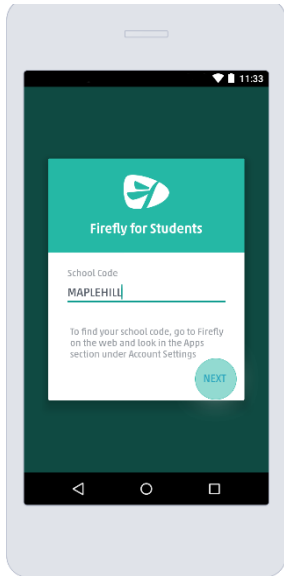 11:33
Firefly for Students
School Code
MAPLEHILL
To find your school code, go to Firefly
on the web and look in the Apps
section under Account Settings
NEXT